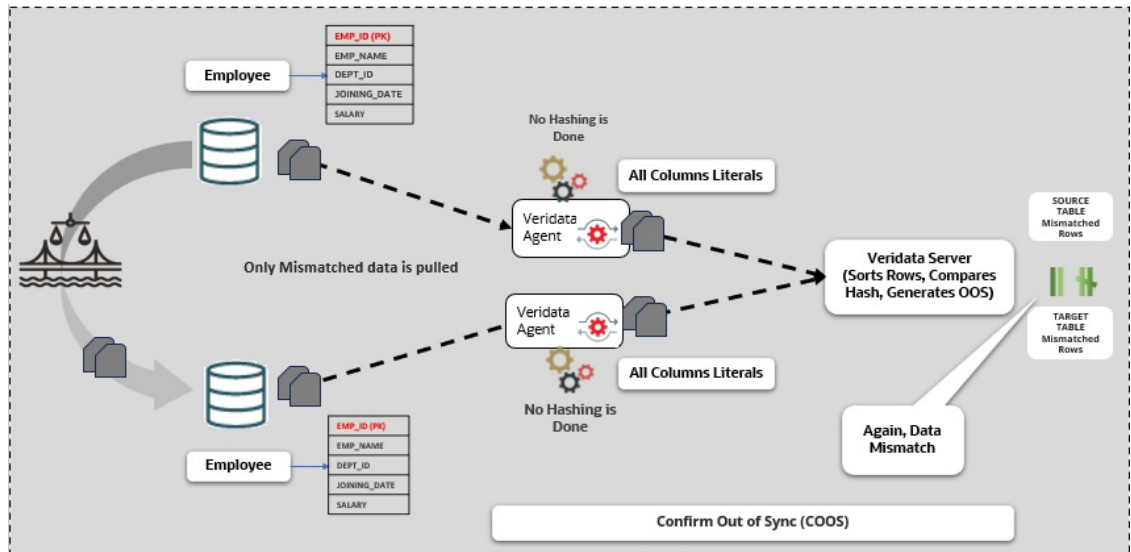 EMP_ID (PK)
EMP_NAME
DEPT_ID
JOINING_DATE
SALARY
Employee
No Hashing is
Done
All Columns Literals
Veridata
Agent
Only Mismatched data is pulled
SOURCE
TABLE
Mismatched
Rows
Veridata Server
(Sorts Rows, Compares
Hash, Generates OOS)
TARGET
TABLE
Mismatched
Rows
Veridata
Agent
All Columns Literals
No Hashing is
Done
Again, Data
Mismatch
EMP_ID (PK)
EMP_NAME
DEPT_ID
JOINING_DATE
SALARY
Employee
Confirm Out of Sync (COOS)